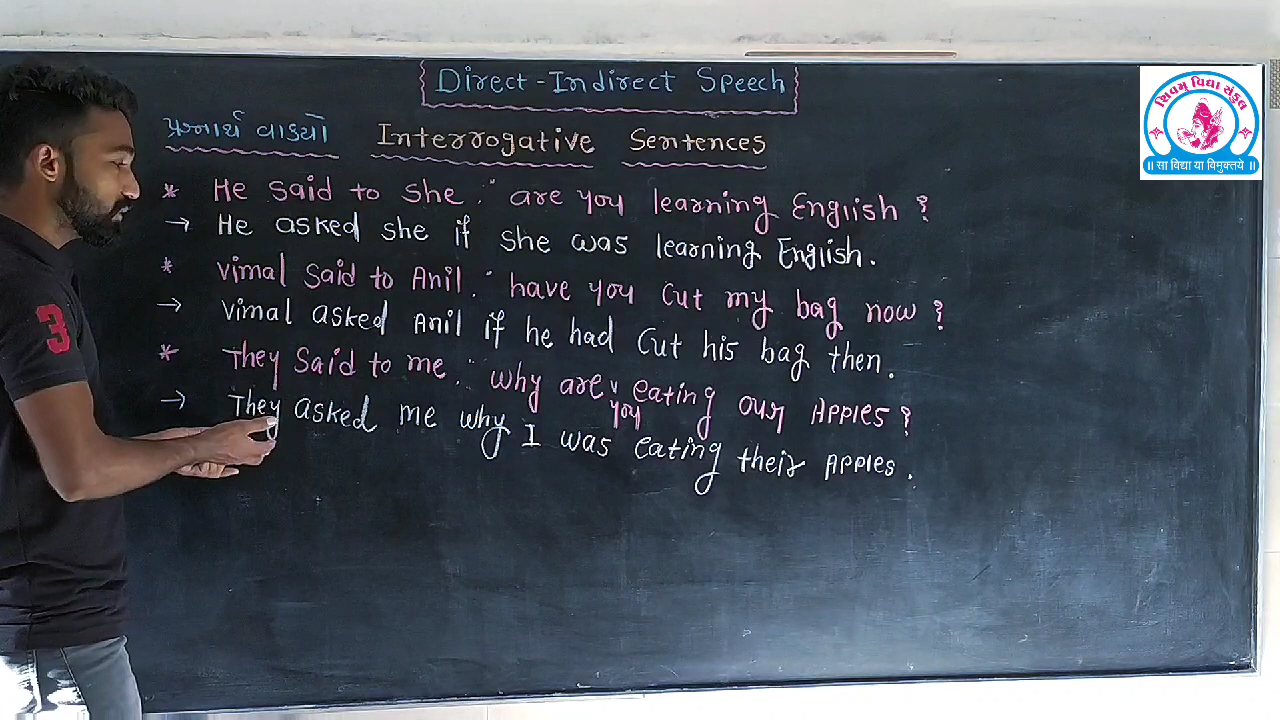 Direct-Indirect Speech
પ્રશ્નાર્થ વાક્યો Interrogative Sentences
* He said to she : " are you learning English ?
→ He asked she if she was learning English.
* Vimal said to Anil : " have you cut my bag now ?
→ Vimal asked Anil if he had cut his bag then.
* They said to me : " why are you eating our Apples ?
→ They asked me why I was eating their Apples.
3
શિવમ્ વિદ્યા સંકુલ
॥ सा विद्या या विमुक्तये ॥